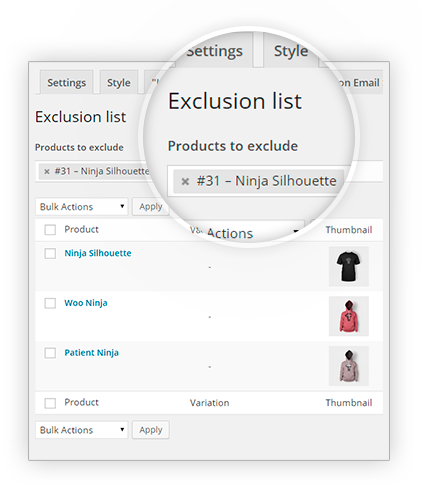 Settings Style
Settings Style "I on Email
Exclusion list
Exclusion list
Products to exclude
Products to exclude
× #31 – Ninja Silhouette
× #31 – Ninja Silhouette
Bulk Actions Apply
Actions
Product Thumbnail
Ninja Silhouette -
Woo Ninja -
Patient Ninja -
Product Variation Thumbnail
Bulk Actions Apply